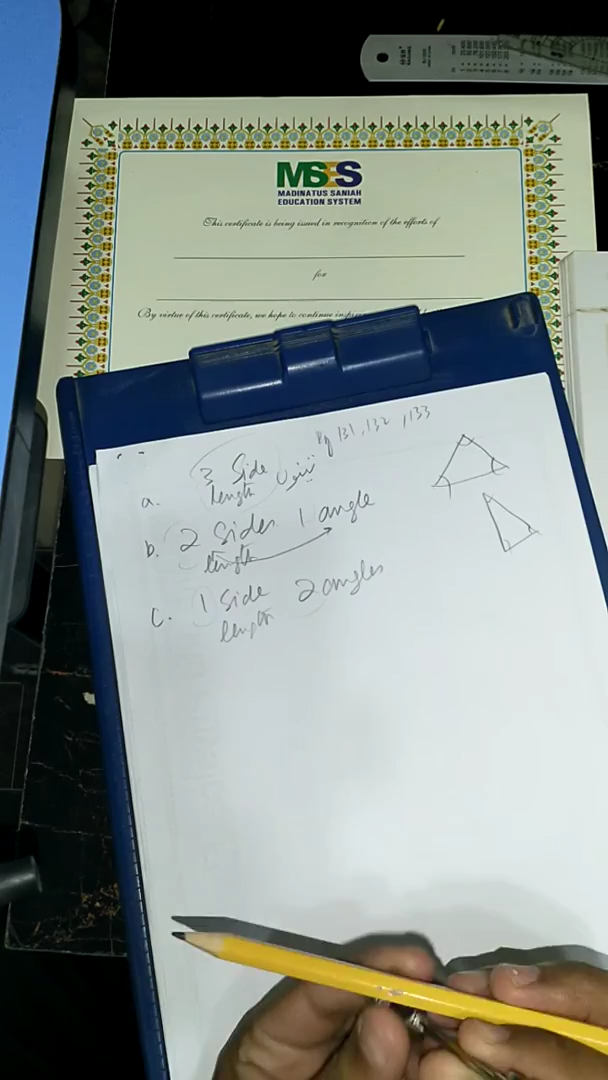 MSES
MADINATUS SANIAH
EDUCATION SYSTEM
This certificate is being issued in recognition of the efforts of
for
By virtue of this certificate, we hope to continue
Pg 131, 132 , 133
a. 3 Side
length
b. 2 Sides 1 angle
length
c. 1 Side 2 angles
length